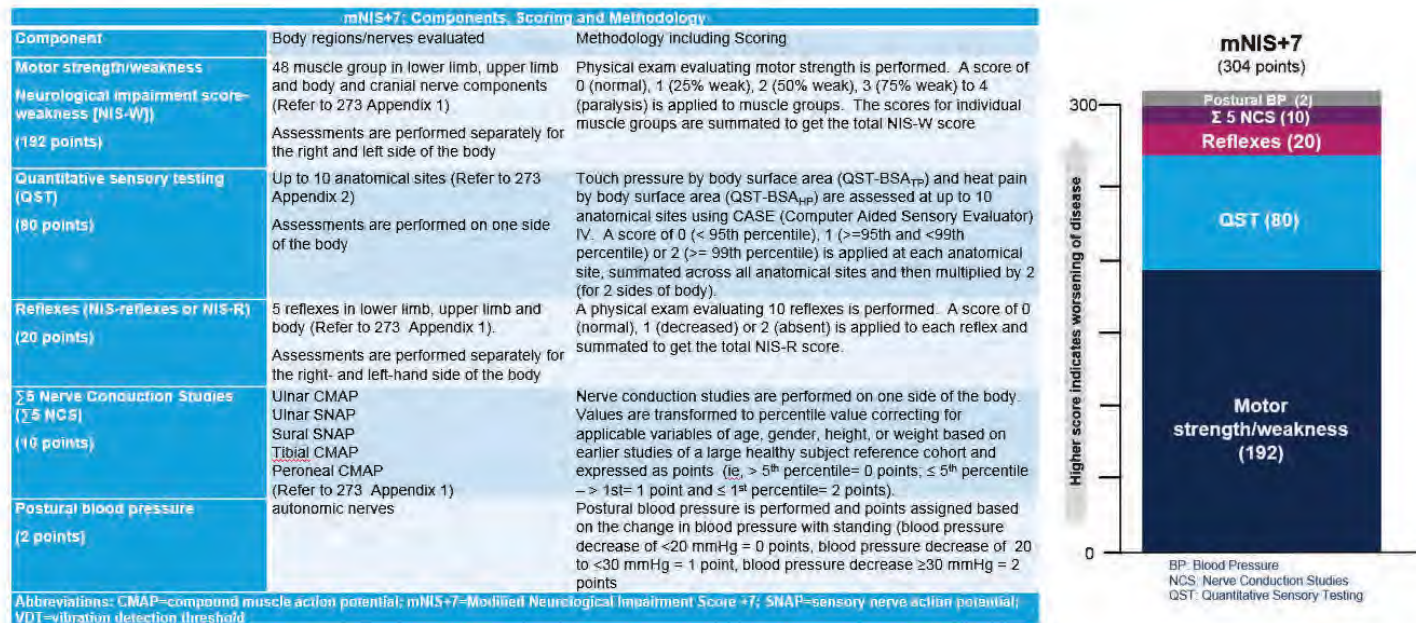 mNIS+7: Components, Scoring and Methodology
Component
Body regions/nerves evaluated
Methodology including Scoring
Motor strength/weakness
Neurological impairment score-
weakness [NIS-W])
(192 points)
48 muscle group in lower limb, upper limb
and body and cranial nerve components
(Refer to 273 Appendix 1)
Assessments are performed separately for
the right and left side of the body
Physical exam evaluating motor strength is performed. A score of
0 (normal), 1 (25% weak), 2 (50% weak), 3 (75% weak) to 4
(paralysis) is applied to muscle groups. The scores for individual
muscle groups are summated to get the total NIS-W score
Quantitative sensory testing
(QST)
(80 points)
Up to 10 anatomical sites (Refer to 273
Appendix 2)
Assessments are performed on one side
of the body
Touch pressure by body surface area (QST-BSATP) and heat pain
by body surface area (QST-BSAHP) are assessed at up to 10
anatomical sites using CASE (Computer Aided Sensory Evaluator)
IV. A score of 0 (< 95th percentile), 1 (>=95th and <99th
percentile) or 2 (>= 99th percentile) is applied at each anatomical
site, summated across all anatomical sites and then multiplied by 2
(for 2 sides of body).
Reflexes (NIS-reflexes or NIS-R)
(20 points)
5 reflexes in lower limb, upper limb and
body (Refer to 273 Appendix 1).
Assessments are performed separately for
the right- and left-hand side of the body
A physical exam evaluating 10 reflexes is performed. A score of 0
(normal), 1 (decreased) or 2 (absent) is applied to each reflex and
summated to get the total NIS-R score.
∑5 Nerve Conduction Studies
(∑5 NCS)
(10 points)
Ulnar CMAP
Ulnar SNAP
Sural SNAP
Tibial CMAP
Peroneal CMAP
(Refer to 273 Appendix 1)
Nerve conduction studies are performed on one side of the body.
Values are transformed to percentile value correcting for
applicable variables of age, gender, height, or weight based on
earlier studies of a large healthy subject reference cohort and
expressed as points (ie, > 5th percentile= 0 points; ≤ 5th percentile
– > 1st= 1 point and ≤ 1st percentile= 2 points).
Postural blood pressure
(2 points)
autonomic nerves
Postural blood pressure is performed and points assigned based
on the change in blood pressure with standing (blood pressure
decrease of <20 mmHg = 0 points, blood pressure decrease of 20
to <30 mmHg = 1 point, blood pressure decrease ≥30 mmHg = 2
points
Abbreviations: CMAP=compound muscle action potential; mNIS+7=Modified Neurological Impairment Score +7; SNAP=sensory nerve action potential;
VDT=vibration detection threshold
mNIS+7
(304 points)
300
0
Higher score indicates worsening of disease
Postural BP (2)
Σ 5 NCS (10)
Reflexes (20)
QST (80)
Motor
strength/weakness
(192)
BP: Blood Pressure
NCS: Nerve Conduction Studies
QST: Quantitative Sensory Testing